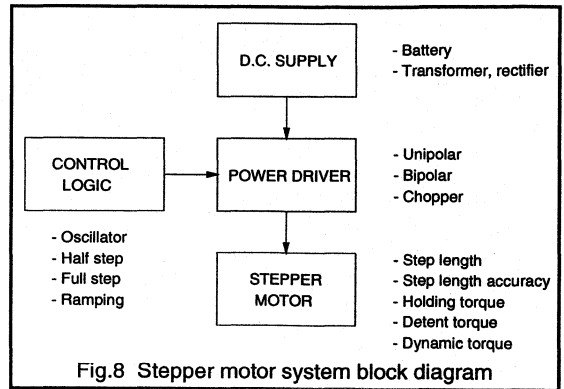 D.C. SUPPLY
- Battery
- Transformer, rectifier
CONTROL
LOGIC
POWER DRIVER
- Unipolar
- Bipolar
- Chopper
- Oscillator
- Half step
- Full step
- Ramping
STEPPER
MOTOR
- Step length
- Step length accuracy
- Holding torque
- Detent torque
- Dynamic torque
Fig.8 Stepper motor system block diagram